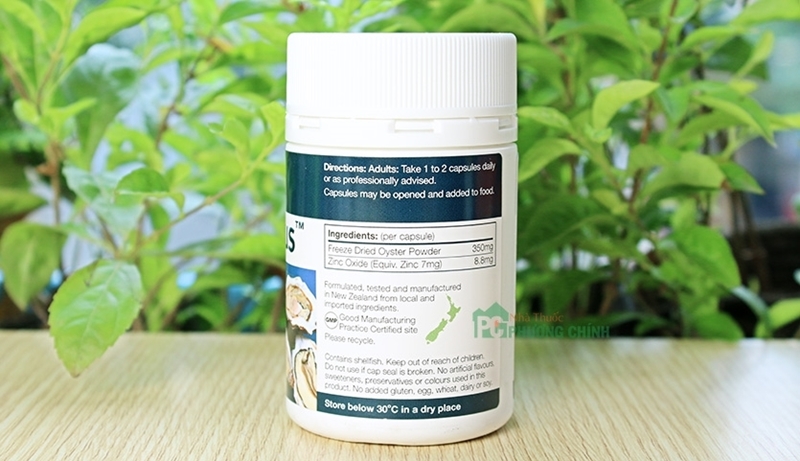 Directions: Adults: Take 1 to 2 capsules daily
or as professionally advised.
Capsules may be opened and added to food.
™
Ingredients: (per capsule)
Freeze Dried Oyster Powder 350mg
Zinc Oxide (Equiv. Zinc 7mg) 8.8mg
Formulated, tested and manufactured
in New Zealand from local and
imported ingredients.
GMP Good Manufacturing
Practice Certified site
Please recycle.
Nhà Thuốc
PHƯƠNG CHÍNH
Contains shellfish. Keep out of reach of children.
Do not use if cap seal is broken. No artificial flavours,
sweeteners, preservatives or colours used in this
product. No added gluten, egg, wheat, dairy or soy.
Store below 30°C in a dry place